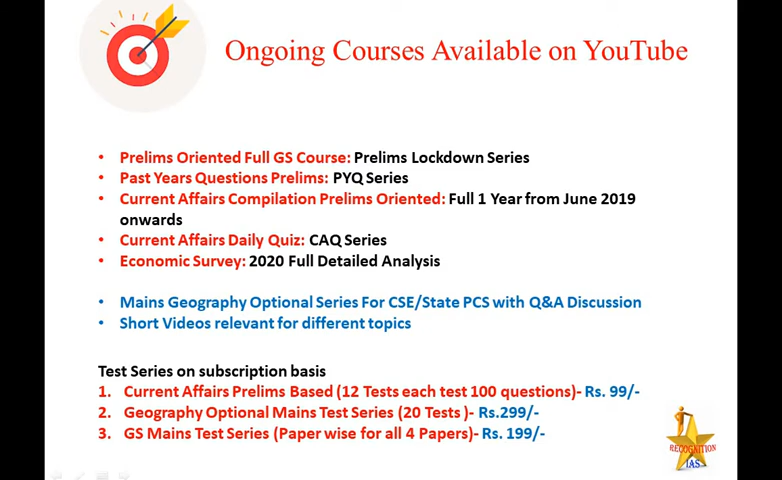 Ongoing Courses Available on YouTube
• Prelims Oriented Full GS Course: Prelims Lockdown Series
• Past Years Questions Prelims: PYQ Series
• Current Affairs Compilation Prelims Oriented: Full 1 Year from June 2019
onwards
• Current Affairs Daily Quiz: CAQ Series
• Economic Survey: 2020 Full Detailed Analysis
• Mains Geography Optional Series For CSE/State PCS with Q&A Discussion
• Short Videos relevant for different topics
Test Series on subscription basis
1. Current Affairs Prelims Based (12 Tests each test 100 questions)- Rs. 99/-
2. Geography Optional Mains Test Series (20 Tests )- Rs.299/-
3. GS Mains Test Series (Paper wise for all 4 Papers)- Rs. 199/-
RECOGNITION
IAS